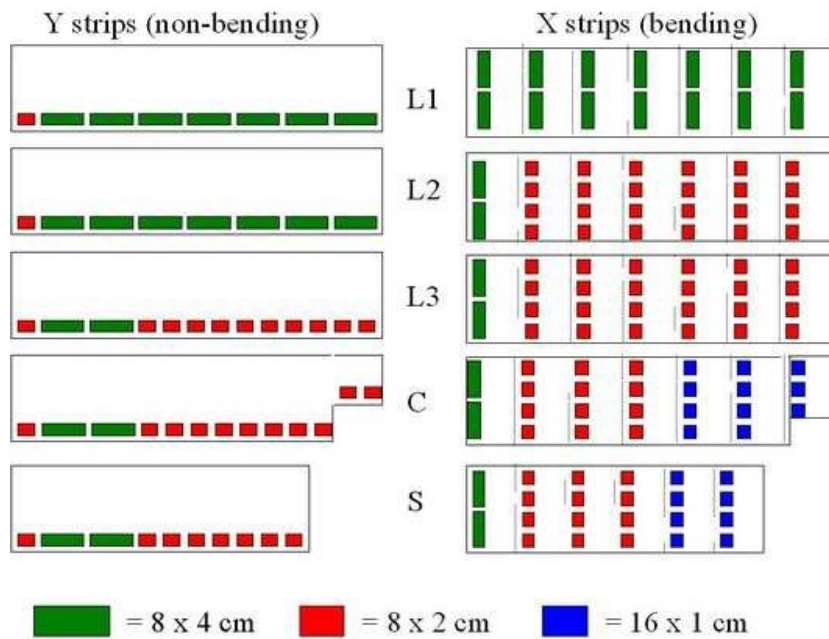 Y strips (non-bending) X strips (bending)
L1
L2
L3
C
S
= 8 x 4 cm = 8 x 2 cm = 16 x 1 cm